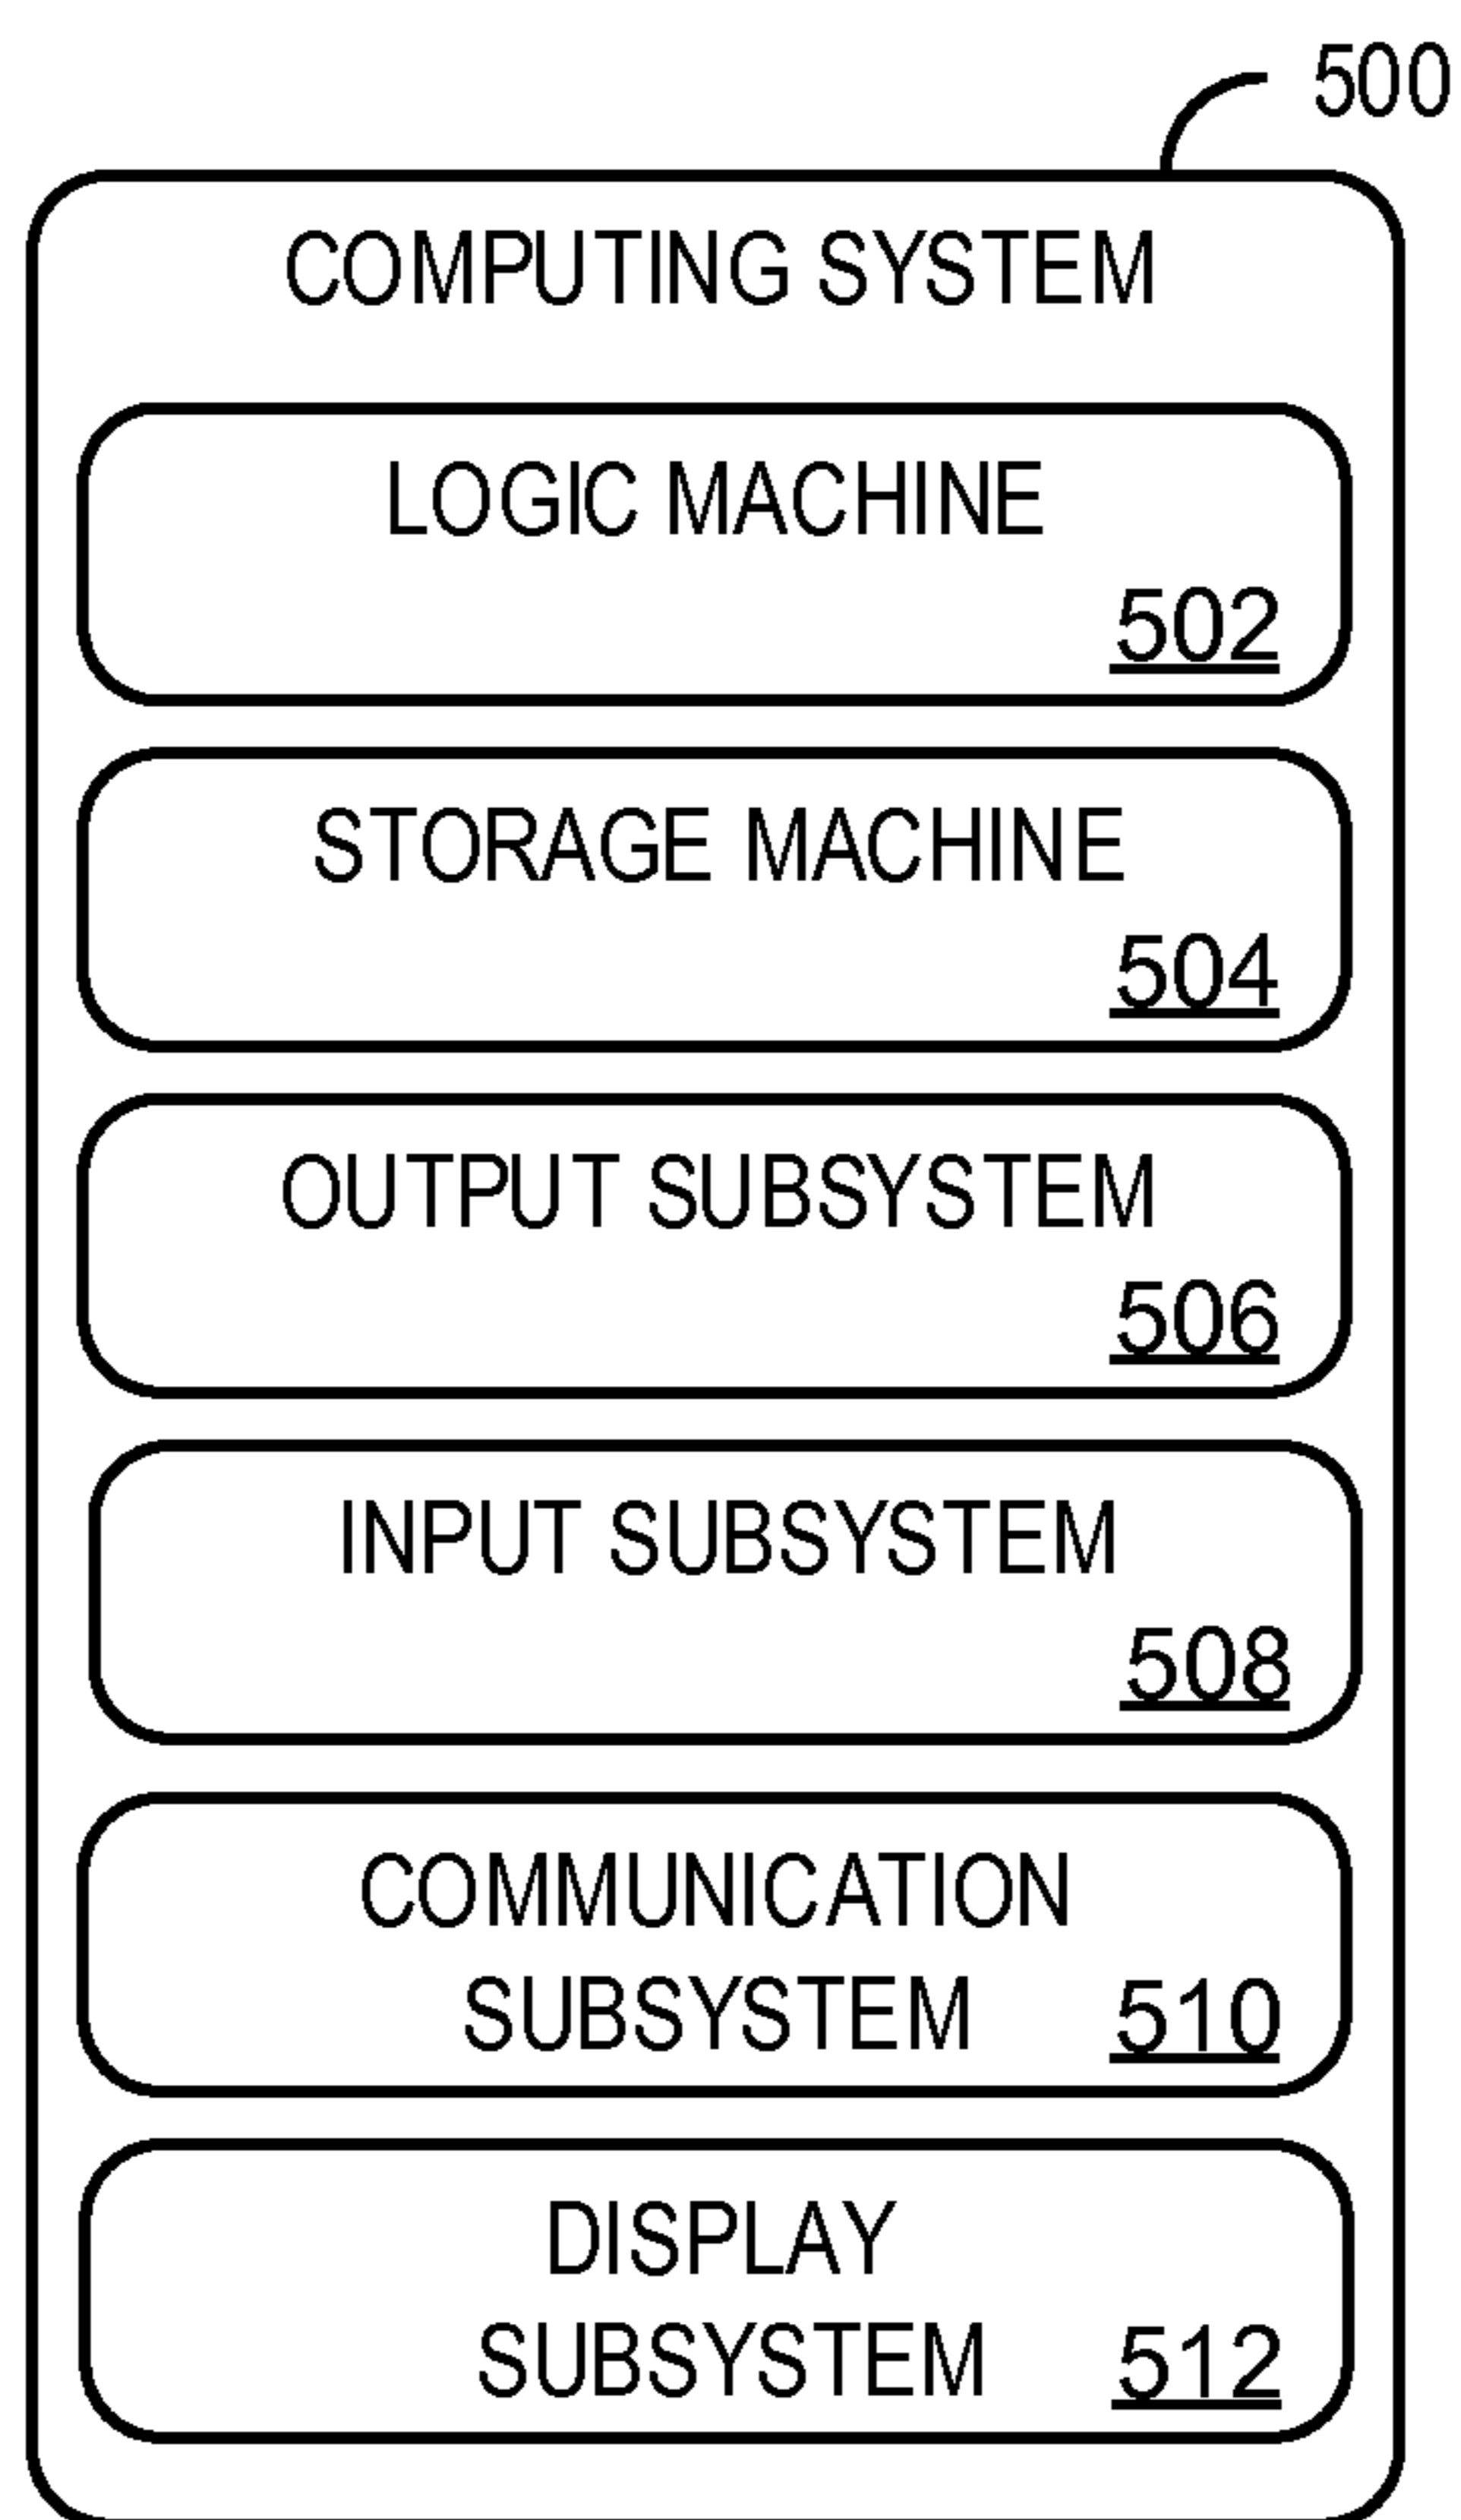 500
COMPUTING SYSTEM
LOGIC MACHINE
502
STORAGE MACHINE
504
OUTPUT SUBSYSTEM
506
INPUT SUBSYSTEM
508
COMMUNICATION
SUBSYSTEM 510
DISPLAY
SUBSYSTEM 512